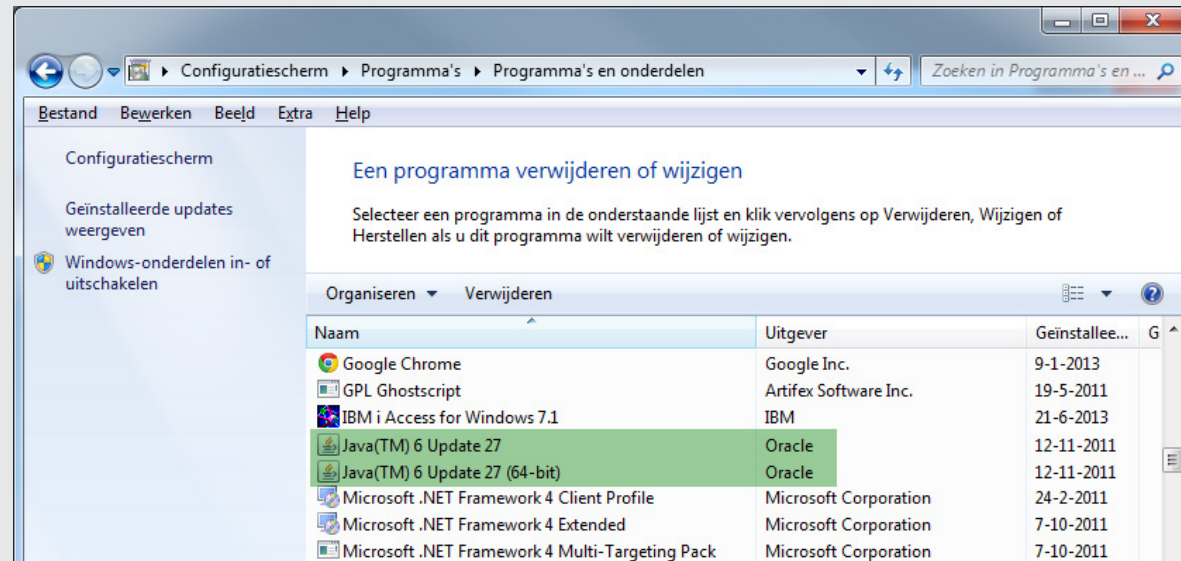 Configuratiescherm ▸ Programma's ▸ Programma's en onderdelen
Zoeken in Programma's en ...
Bestand Bewerken Beeld Extra Help
Configuratiescherm
Geïnstalleerde updates
weergeven
Windows-onderdelen in- of
uitschakelen
Een programma verwijderen of wijzigen
Selecteer een programma in de onderstaande lijst en klik vervolgens op Verwijderen, Wijzigen of
Herstellen als u dit programma wilt verwijderen of wijzigen.
Organiseren Verwijderen
Naam Uitgever Geïnstallee... G
Google Chrome Google Inc. 9-1-2013
GPL Ghostscript Artifex Software Inc. 19-5-2011
IBM i Access for Windows 7.1 IBM 21-6-2013
Java(TM) 6 Update 27 Oracle 12-11-2011
Java(TM) 6 Update 27 (64-bit) Oracle 12-11-2011
Microsoft .NET Framework 4 Client Profile Microsoft Corporation 24-2-2011
Microsoft .NET Framework 4 Extended Microsoft Corporation 7-10-2011
Microsoft .NET Framework 4 Multi-Targeting Pack Microsoft Corporation 7-10-2011